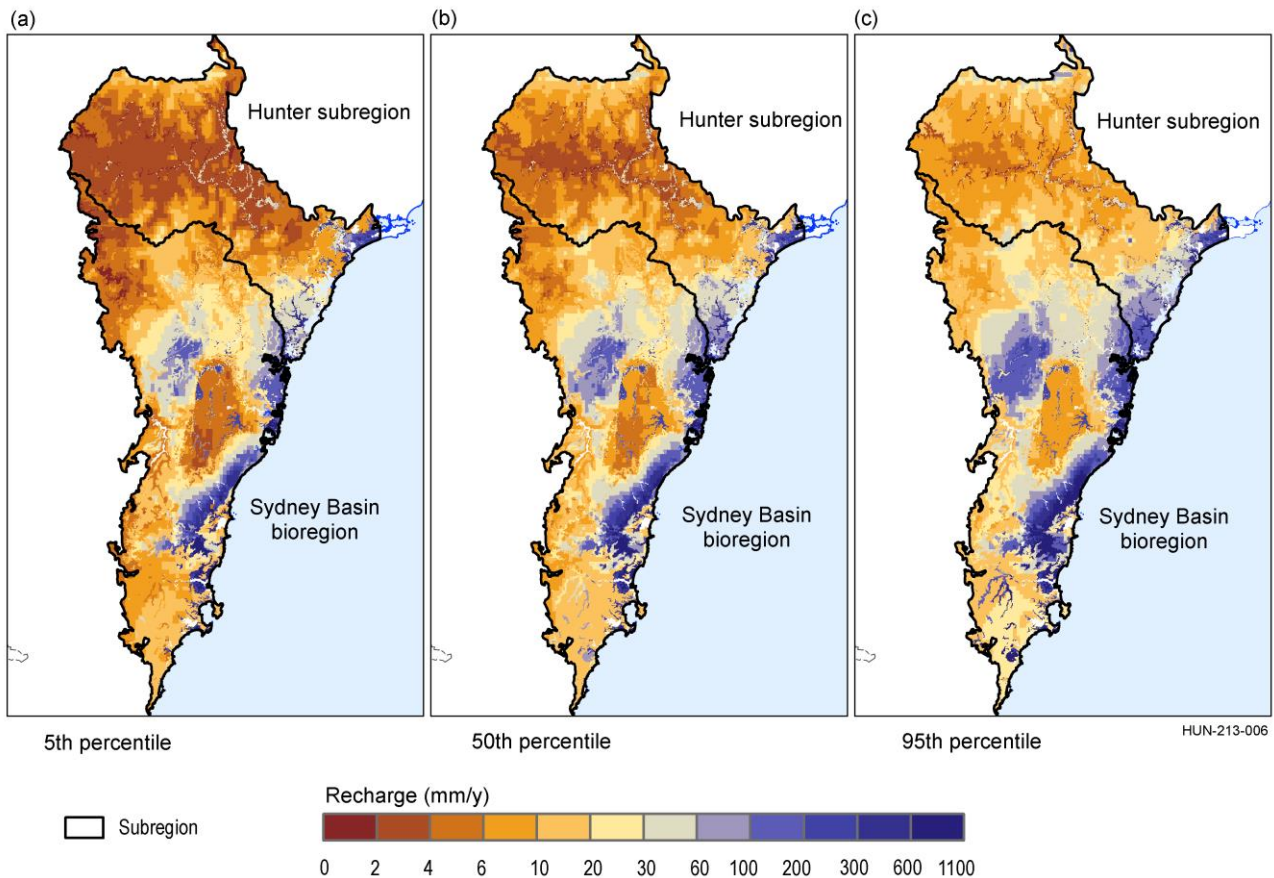 (a)
(b)
(c)
Hunter subregion
Hunter subregion
Hunter subregion
Sydney Basin
bioregion
Sydney Basin
bioregion
Sydney Basin
bioregion
5th percentile
50th percentile
95th percentile
HUN-213-006
Subregion
Recharge (mm/y)
0 2 4 6 10 20 30 60 100 200 300 600 1100